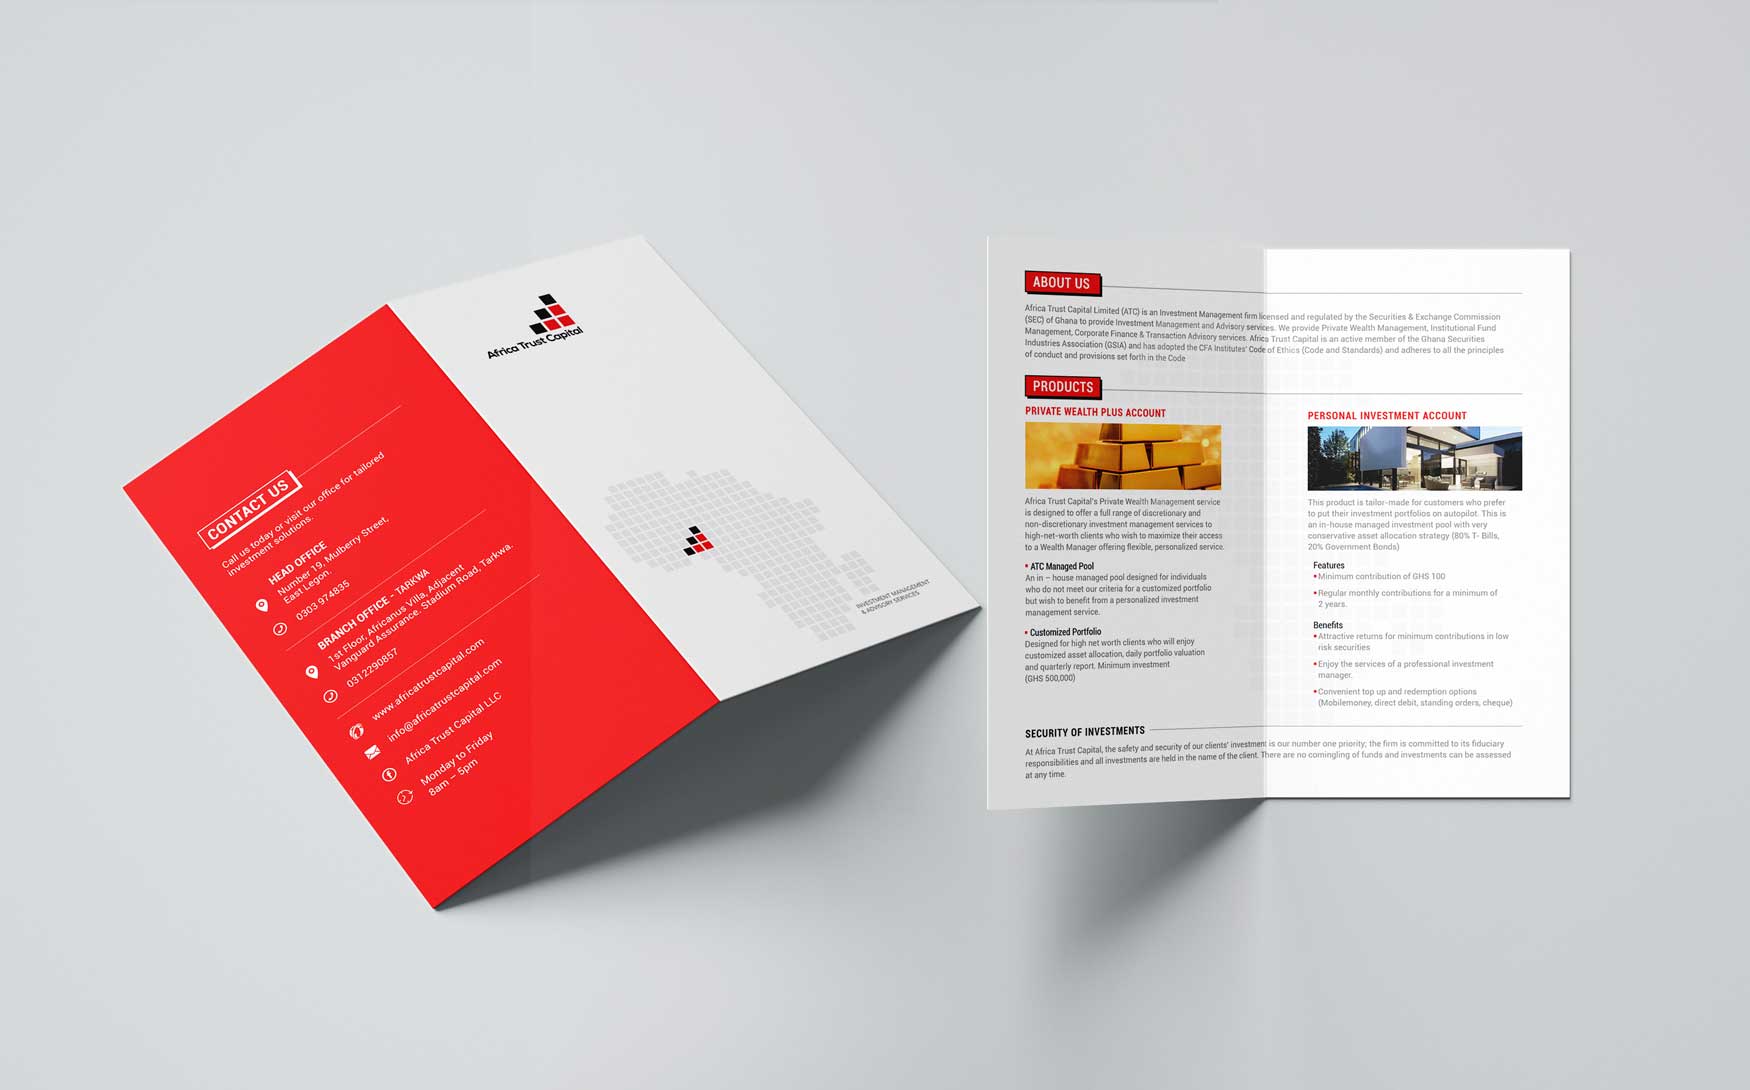 CONTACT US
Call us today or visit our office for tailored
investment solutions.
HEAD OFFICE
Number 19, Mulberry Street,
East Legon.
0303 974835
BRANCH OFFICE - TARKWA
1st Floor, Africanus Villa, Adjacent
Vanguard Assurance. Stadium Road, Tarkwa.
0312290857
www.africatrustcapital.com
info@africatrustcapital.com
Africa Trust Capital LLC
Monday to Friday
8am – 5pm
Africa Trust Capital
INVESTMENT MANAGEMENT
& ADVISORY SERVICES
ABOUT US
Africa Trust Capital Limited (ATC) is an Investment Management firm licensed and regulated by the Securities & Exchange Commission
(SEC) of Ghana to provide Investment Management and Advisory services. We provide Private Wealth Management, Institutional Fund
Management, Corporate Finance & Transaction Advisory services. Africa Trust Capital is an active member of the Ghana Securities
Industries Association (GSIA) and has adopted the CFA Institutes' Code of Ethics (Code and Standards) and adheres to all the principles
of conduct and provisions set forth in the Code
PRODUCTS
PRIVATE WEALTH PLUS ACCOUNT
Africa Trust Capital's Private Wealth Management service
is designed to offer a full range of discretionary and
non-discretionary investment management services to
high-net-worth clients who wish to maximize their access
to a Wealth Manager offering flexible, personalized service.
• ATC Managed Pool
An in – house managed pool designed for individuals
who do not meet our criteria for a customized portfolio
but wish to benefit from a personalized investment
management service.
• Customized Portfolio
Designed for high net worth clients who will enjoy
customized asset allocation, daily portfolio valuation
and quarterly report. Minimum investment
(GHS 500,000)
PERSONAL INVESTMENT ACCOUNT
This product is tailor-made for customers who prefer
to put their investment portfolios on autopilot. This is
an in-house managed investment pool with very
conservative asset allocation strategy (80% T- Bills,
20% Government Bonds)
Features
• Minimum contribution of GHS 100
• Regular monthly contributions for a minimum of
2 years.
Benefits
• Attractive returns for minimum contributions in low
risk securities
• Enjoy the services of a professional investment
manager.
• Convenient top up and redemption options
(Mobilemoney, direct debit, standing orders, cheque)
SECURITY OF INVESTMENTS
At Africa Trust Capital, the safety and security of our clients' investment is our number one priority; the firm is committed to its fiduciary
responsibilities and all investments are held in the name of the client. There are no comingling of funds and investments can be assessed
at any time.